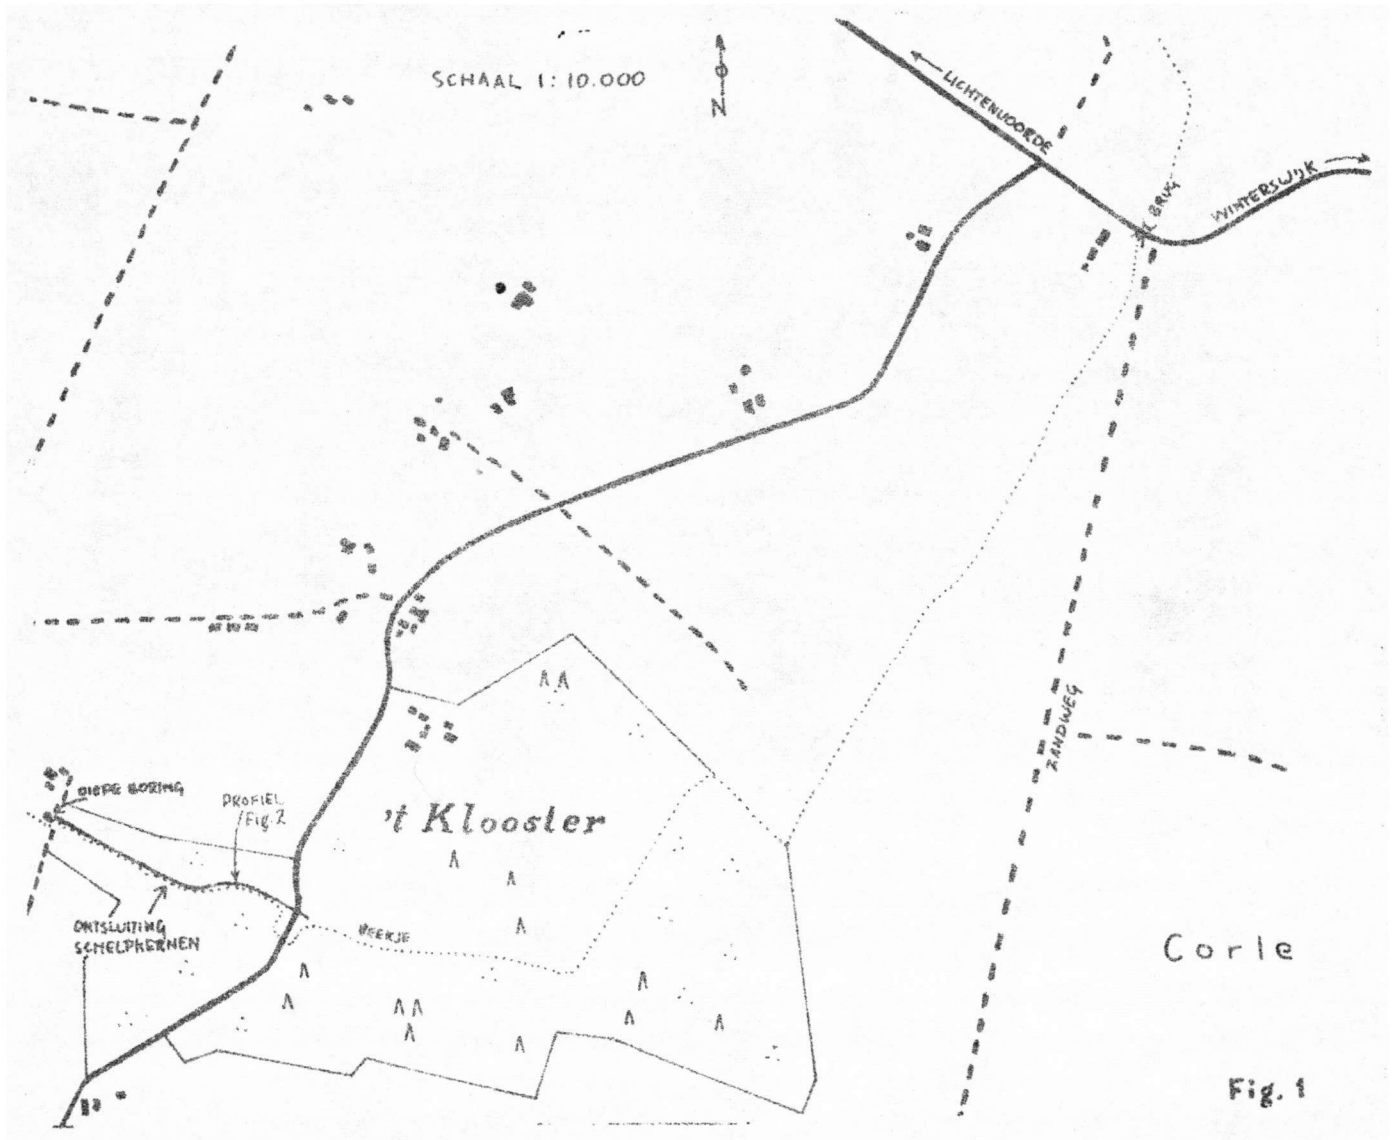 SCHAAL 1:10.000
N
LICHTENVOORDE
BRUG
WINTERSWIJK
ZANDWEG
DIEPE BORING
PROFIEL
Fig.2
't Klooster
BEEKJE
ONTSLUITING
SCHELPKERNEN
Corle
Fig. 1